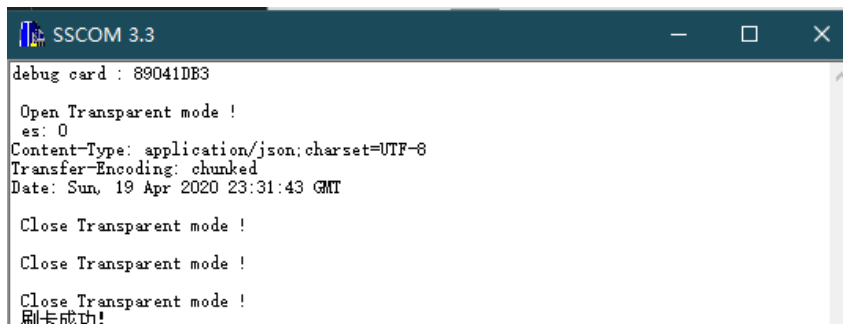 SSCOM 3.3
debug card : 89041DB3
Open Transparent mode !
es: 0
Content-Type: application/json;charset=UTF-8
Transfer-Encoding: chunked
Date: Sun, 19 Apr 2020 23:31:43 GMT
Close Transparent mode !
Close Transparent mode !
Close Transparent mode !
刷卡成功!